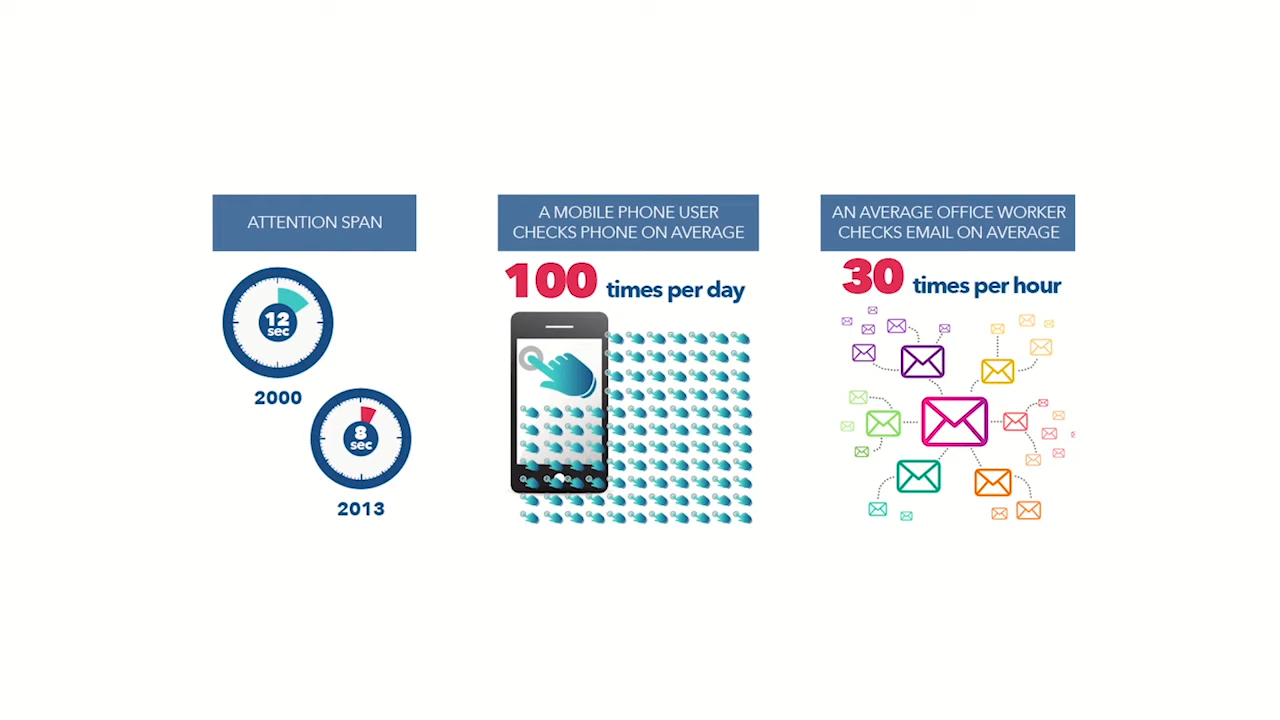 ATTENTION SPAN
12
sec
2000
8
sec
2013
A MOBILE PHONE USER
CHECKS PHONE ON AVERAGE
100 times per day
AN AVERAGE OFFICE WORKER
CHECKS EMAIL ON AVERAGE
30 times per hour